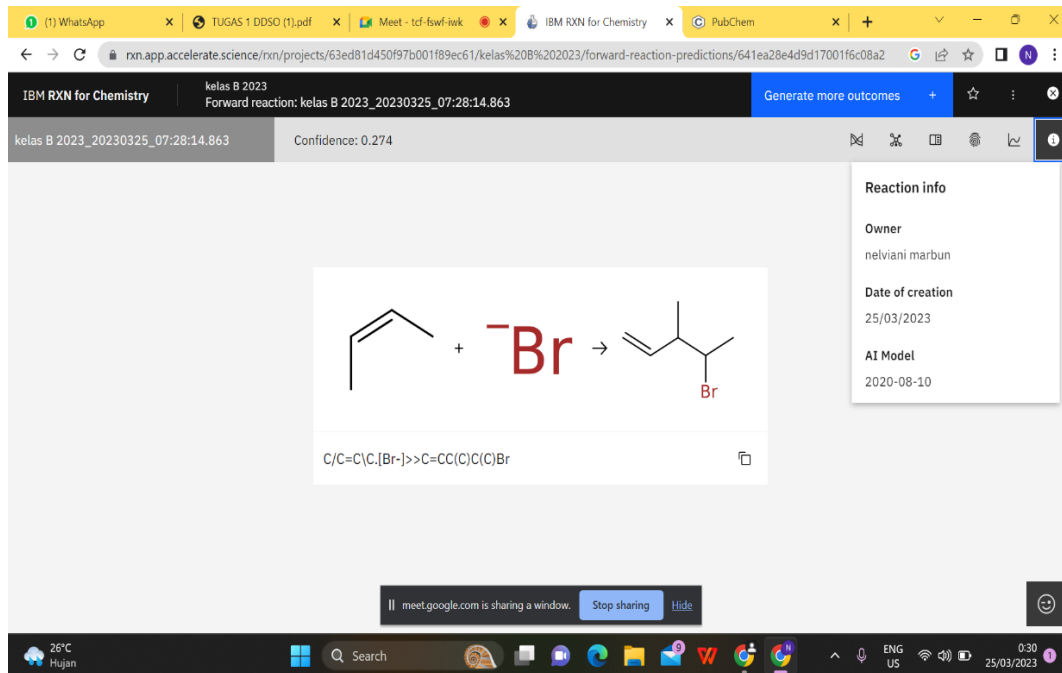 1 (1) WhatsApp
TUGAS 1 DDSO (1).pdf
Meet - tcf-fswf-iwk
IBM RXN for Chemistry
PubChem
rxn.app.accelerate.science/rxn/projects/63ed81d450f97b001f89ec61/kelas%20B%202023/forward-reaction-predictions/641ea28e4d9d17001f6c08a2
N
IBM RXN for Chemistry
kelas B 2023
Forward reaction: kelas B 2023_20230325_07:28:14.863
Generate more outcomes +
kelas B 2023_20230325_07:28:14.863
Confidence: 0.274
Reaction info
Owner
nelviani marbun
Date of creation
25/03/2023
AI Model
2020-08-10
+ ⁻Br →
Br
C/C=C\C.[Br-]>>C=CC(C)C(C)Br
meet.google.com is sharing a window.
Stop sharing
Hide
26°C
Hujan
Search
9
N
ENG
US
0:30
25/03/2023
1